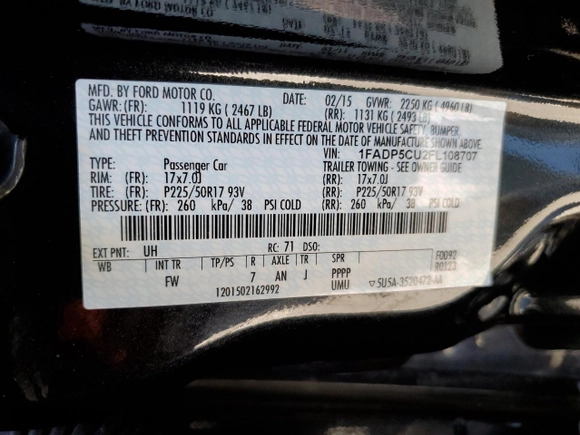 MFD. BY FORD MOTOR CO.
DATE: 02/15 GVWR: 2250 KG ( 4960 LB)
GAWR: (FR): 1119 KG ( 2467 LB) (RR): 1131 KG ( 2493 LB)
THIS VEHICLE CONFORMS TO ALL APPLICABLE FEDERAL MOTOR VEHICLE SAFETY, BUMPER,
AND THEFT PREVENTION STANDARDS IN EFFECT ON THE DATE OF MANUFACTURE SHOWN ABOVE.
VIN: 1FADP5CU2FL108707
TYPE: Passenger Car TRAILER TOWING - SEE OWNER GUIDE
RIM: (FR): 17x7.0J (RR): 17x7.0J
TIRE: (FR): P225/50R17 93V (RR): P225/50R17 93V
PRESSURE: (FR): 260 kPa/ 38 PSI COLD (RR): 260 kPa/ 38 PSI COLD
EXT PNT: UH RC: 71 DSO: F0092
WB INT TR TP/PS R AXLE TR SPR R0123
FW 7 AN J PPPP
1201502162992 UMU ▽5U5A-3520472-AA